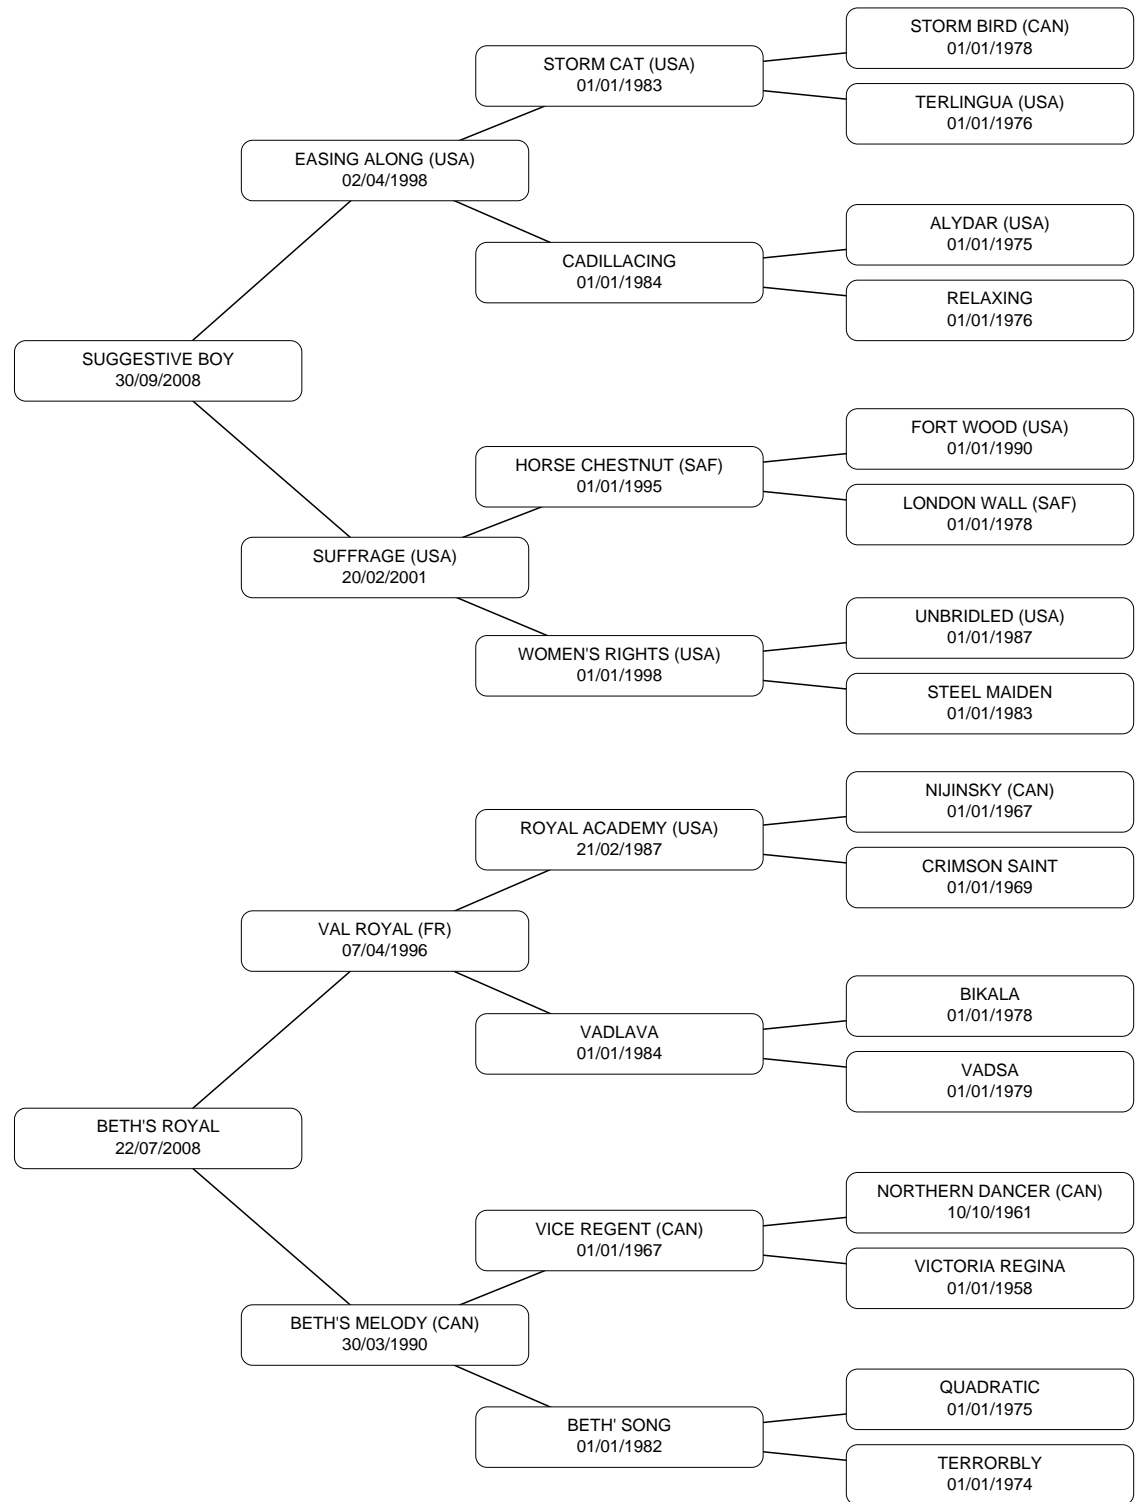 STORM BIRD (CAN)
01/01/1978
STORM CAT (USA)
01/01/1983
TERLINGUA (USA)
01/01/1976
EASING ALONG (USA)
02/04/1998
ALYDAR (USA)
01/01/1975
CADILLACING
01/01/1984
RELAXING
01/01/1976
SUGGESTIVE BOY
30/09/2008
FORT WOOD (USA)
01/01/1990
HORSE CHESTNUT (SAF)
01/01/1995
LONDON WALL (SAF)
01/01/1978
SUFFRAGE (USA)
20/02/2001
UNBRIDLED (USA)
01/01/1987
WOMEN'S RIGHTS (USA)
01/01/1998
STEEL MAIDEN
01/01/1983
NIJINSKY (CAN)
01/01/1967
ROYAL ACADEMY (USA)
21/02/1987
CRIMSON SAINT
01/01/1969
VAL ROYAL (FR)
07/04/1996
BIKALA
01/01/1978
VADLAVA
01/01/1984
VADSA
01/01/1979
BETH'S ROYAL
22/07/2008
NORTHERN DANCER (CAN)
10/10/1961
VICE REGENT (CAN)
01/01/1967
VICTORIA REGINA
01/01/1958
BETH'S MELODY (CAN)
30/03/1990
QUADRATIC
01/01/1975
BETH' SONG
01/01/1982
TERRORBLY
01/01/1974